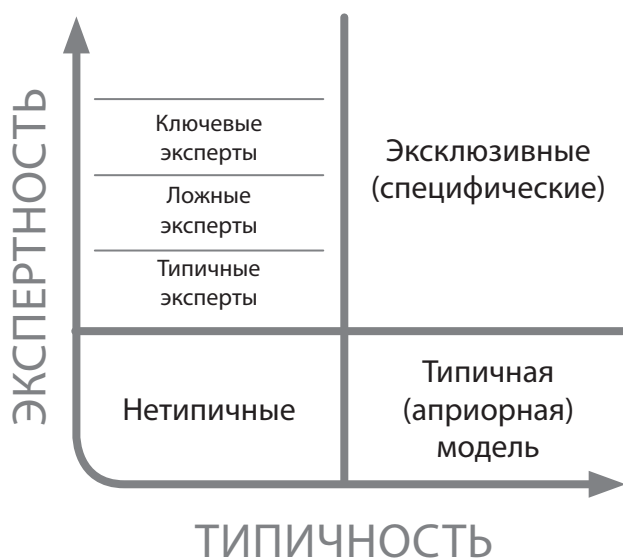 ЭКСПЕРТНОСТЬ
Ключевые
эксперты
Ложные
эксперты
Типичные
эксперты
Эксклюзивные
(специфические)
Нетипичные
Типичная
(априорная)
модель
ТИПИЧНОСТЬ